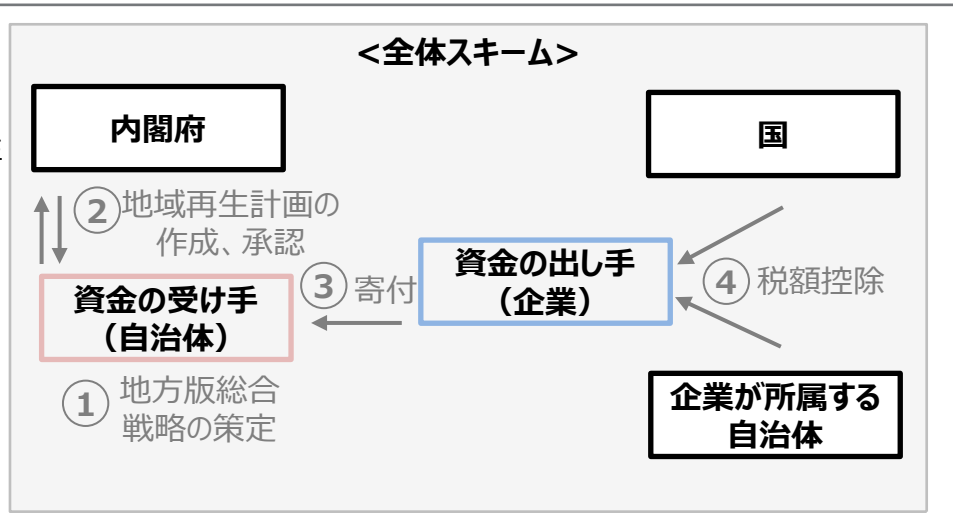 <全体スキーム>
内閣府
国
②地域再生計画の
作成、承認
資金の出し手
（企業）
③寄付
④税額控除
資金の受け手
（自治体）
①地方版総合
戦略の策定
企業が所属する
自治体